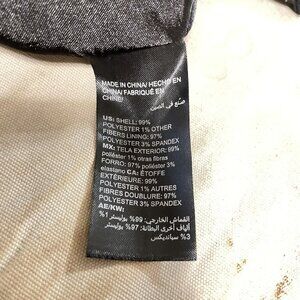 MADE IN CHINA/ HECHO EN
CHINA/ FABRIQUÉ EN
CHINE/
صنع في الصين
US: SHELL: 99%
POLYESTER 1% OTHER
FIBERS LINING: 97%
POLYESTER 3% SPANDEX
MX: TELA EXTERIOR: 99%
poliéster 1% otras fibras
FORRO: 97% poliéster 3%
elastano CA: ÉTOFFE
EXTÉRIEURE: 99%
POLYESTER 1% AUTRES
FIBRES DOUBLURE: 97%
POLYESTER 3% SPANDEX
AE/KW:
القماش الخارجي: 99% بوليستر 1%
ألياف أخرى البطانة: 97% بوليستر
3% سباندیکس